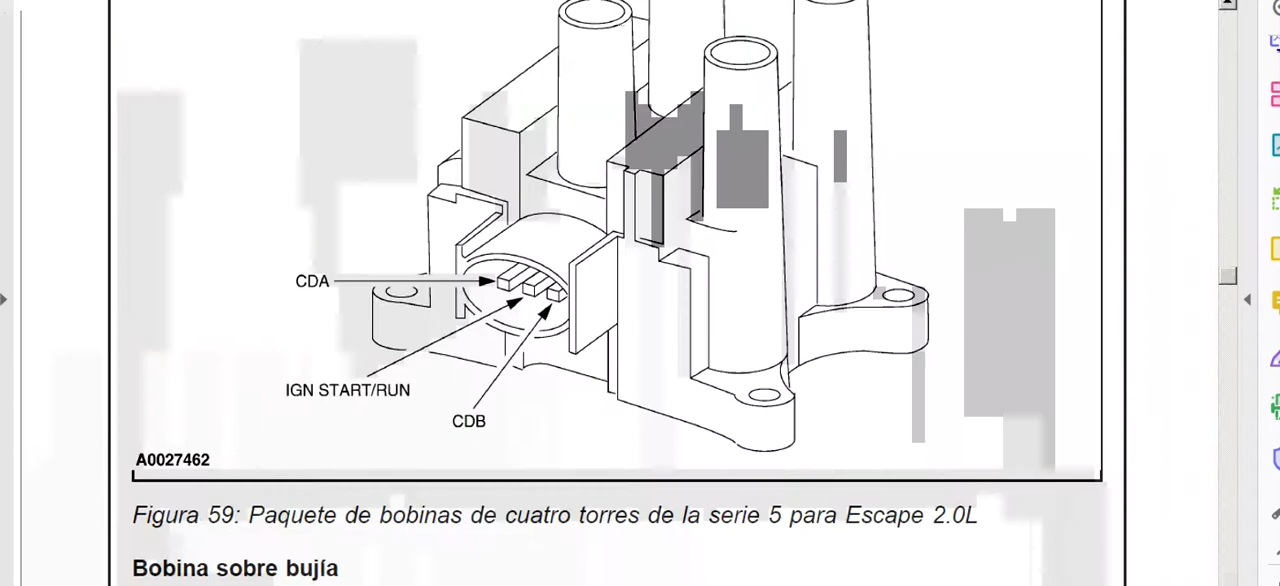 CDA
IGN START/RUN
CDB
A0027462
Figura 59: Paquete de bobinas de cuatro torres de la serie 5 para Escape 2.0L
Bobina sobre bujía